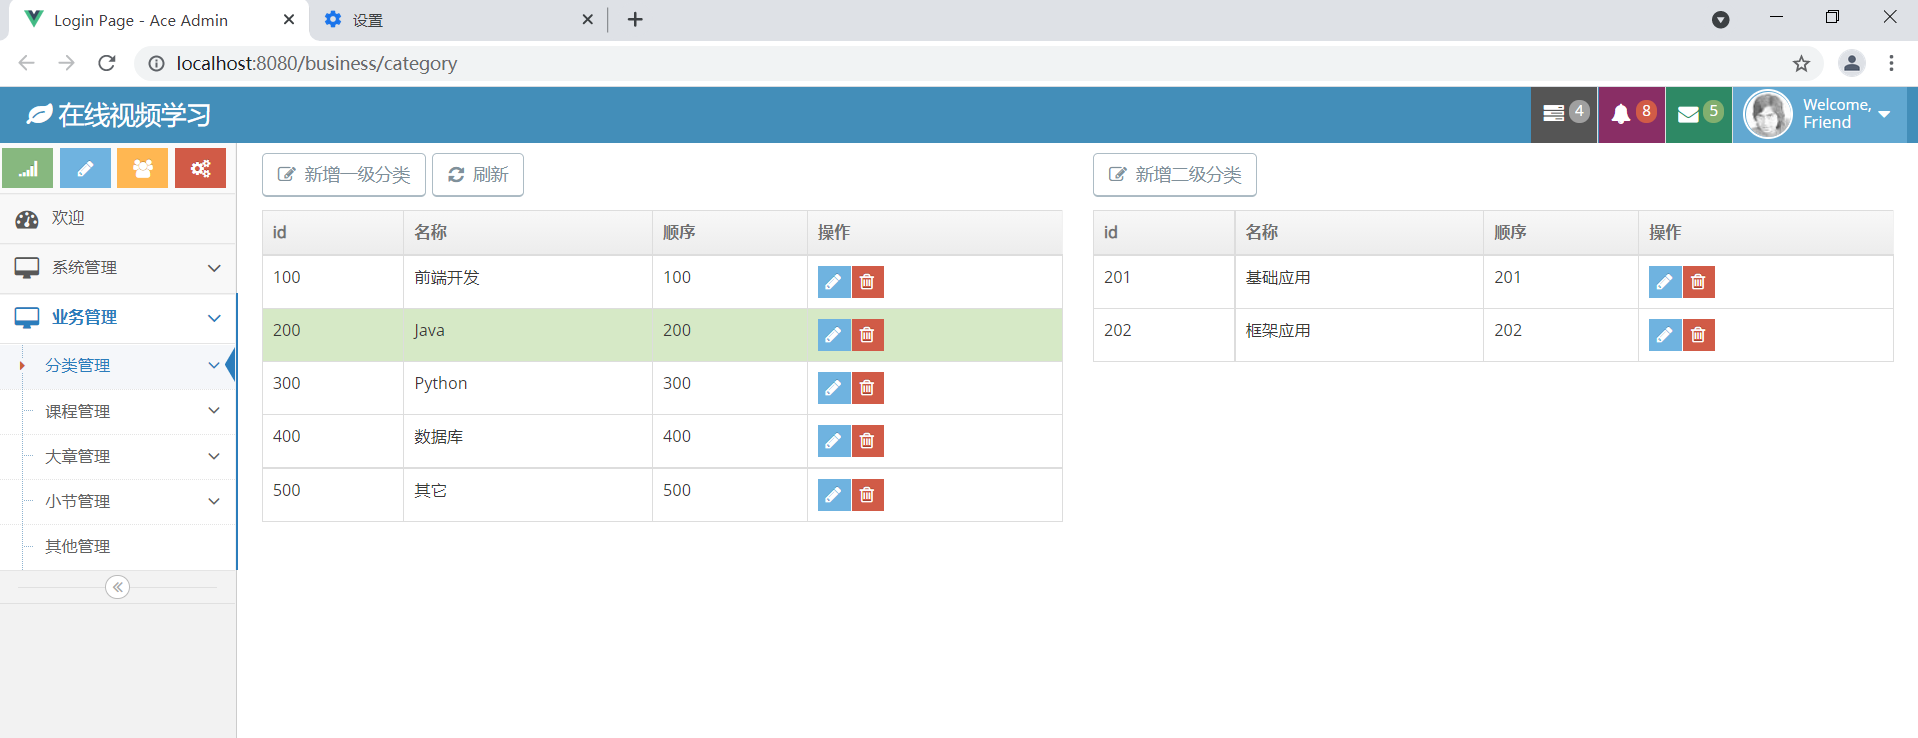 Login Page - Ace Admin
设置
localhost:8080/business/category
在线视频学习
4
8
5
Welcome,
Friend
新增一级分类
刷新
新增二级分类
欢迎
系统管理
业务管理
分类管理
课程管理
大章管理
小节管理
其他管理
id 名称 顺序 操作
100 前端开发 100
200 Java 200
300 Python 300
400 数据库 400
500 其它 500
id 名称 顺序 操作
201 基础应用 201
202 框架应用 202